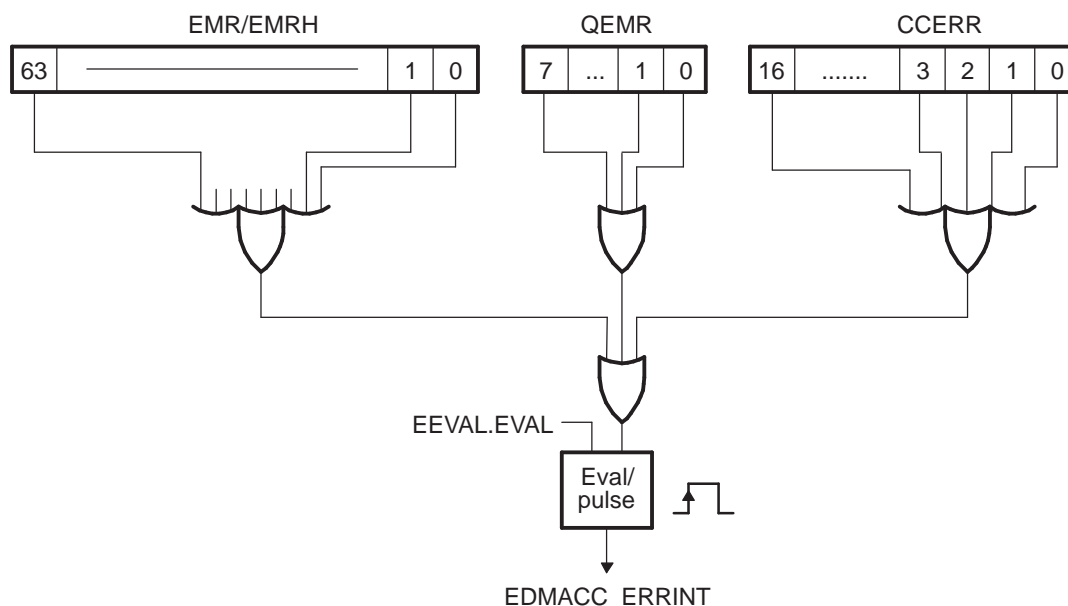 EMR/EMRH QEMR CCERR
63 1 0 7 ... 1 0 16 ....... 3 2 1 0
EEVAL.EVAL
Eval/
pulse
EDMACC ERRINT